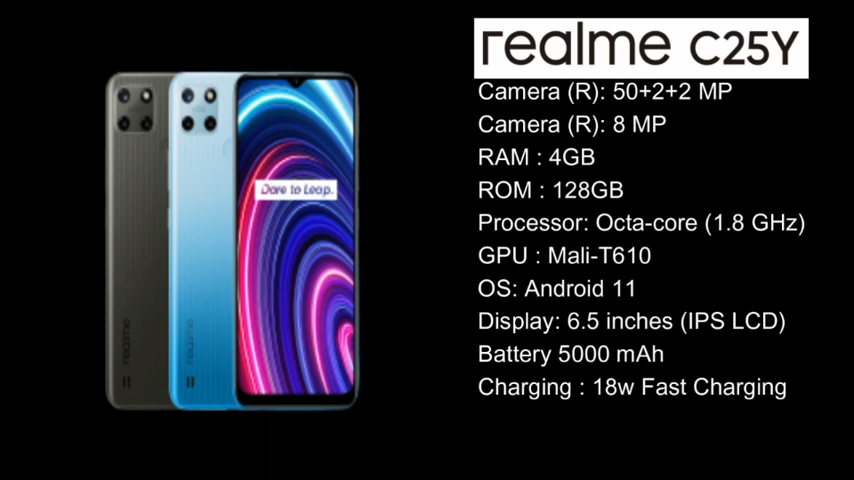 realme C25Y
Camera (R): 50+2+2 MP
Camera (R): 8 MP
RAM : 4GB
ROM : 128GB
Processor: Octa-core (1.8 GHz)
GPU : Mali-T610
OS: Android 11
Display: 6.5 inches (IPS LCD)
Battery 5000 mAh
Charging : 18w Fast Charging
Dare to Leap.
realme
realme